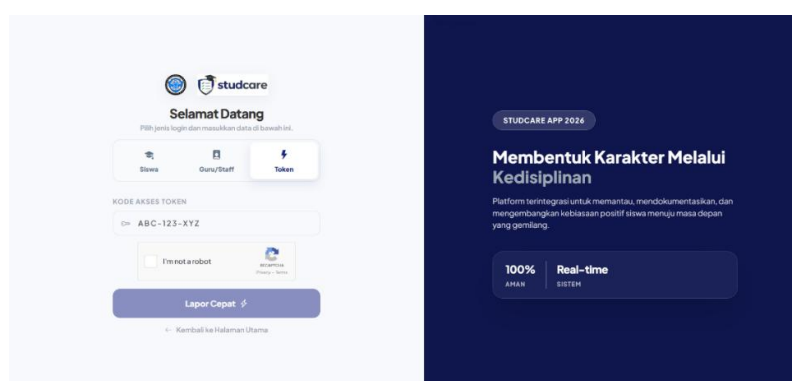 studcare
Selamat Datang
Pilih jenis login dan masukkan data di bawah ini.
Siswa
Guru/Staff
Token
KODE AKSES TOKEN
ABC-123-XYZ
I'm not a robot
reCAPTCHA
Privacy - Terms
Lapor Cepat
← Kembali ke Halaman Utama
STUDCARE APP 2026
Membentuk Karakter Melalui
Kedisiplinan
Platform terintegrasi untuk memantau, mendokumentasikan, dan
mengembangkan kebiasaan positif siswa menuju masa depan
yang gemilang.
100%
AMAN
Real-time
SISTEM